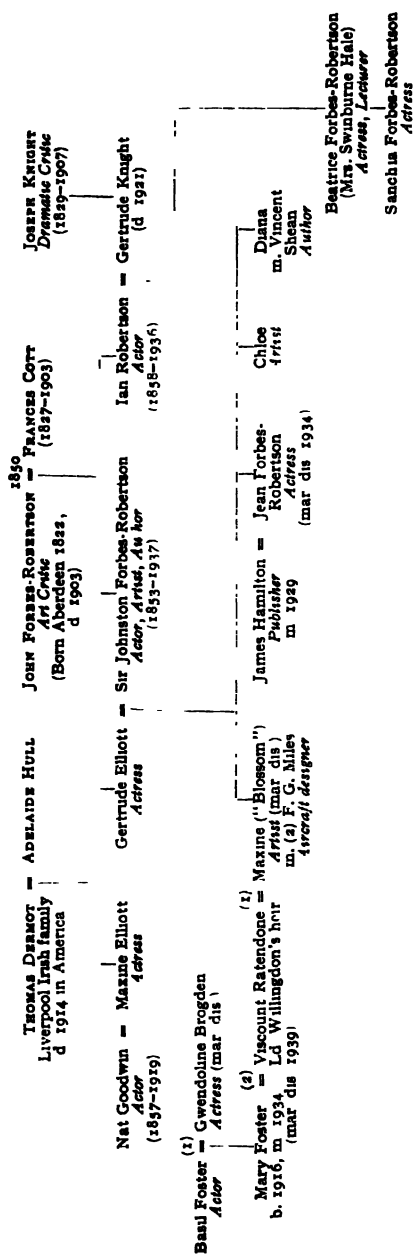 THOMAS DERMOT = ADELAIDE HULL
Liverpool Irish family
d 1914 in America
JOHN FORBES-ROBERTSON = FRANCES COTT
1850
Art Critic
(Born Aberdeen 1822,
d 1903)
(1827-1903)
JOSEPH KNIGHT
Dramatic Critic
(1829-1907)
Nat Goodwin = Maxine Elliott
Actor
(1857-1919)
Actress
Gertrude Elliott = Sir Johnston Forbes-Robertson
Actress
Actor, Artist, Au hor
(1853-1937)
Ian Robertson = Gertrude Knight
Actor
(1858-1936)
(d 1921)
Basil Foster = Gwendoline Brogden
(1)
Actor
Actress (mar dis)
Mary Foster = Viscount Ratendone = Maxine ("Blossom")
(2)
(1)
b. 1916, m 1934
Ld Willingdon's heir
(mar dis 1939)
Artist (mar dis)
m. (2) F. G. Miles
Aircraft designer
James Hamilton = Jean Forbes-
Robertson
Publisher
m 1929
Actress
(mar dis 1934)
Chloe
Artist
Diana
m. Vincent
Shean
Author
Beatrice Forbes-Robertson
(Mrs. Swinburne Hale)
Actress, Lecturer
Sanchia Forbes-Robertson
Actress